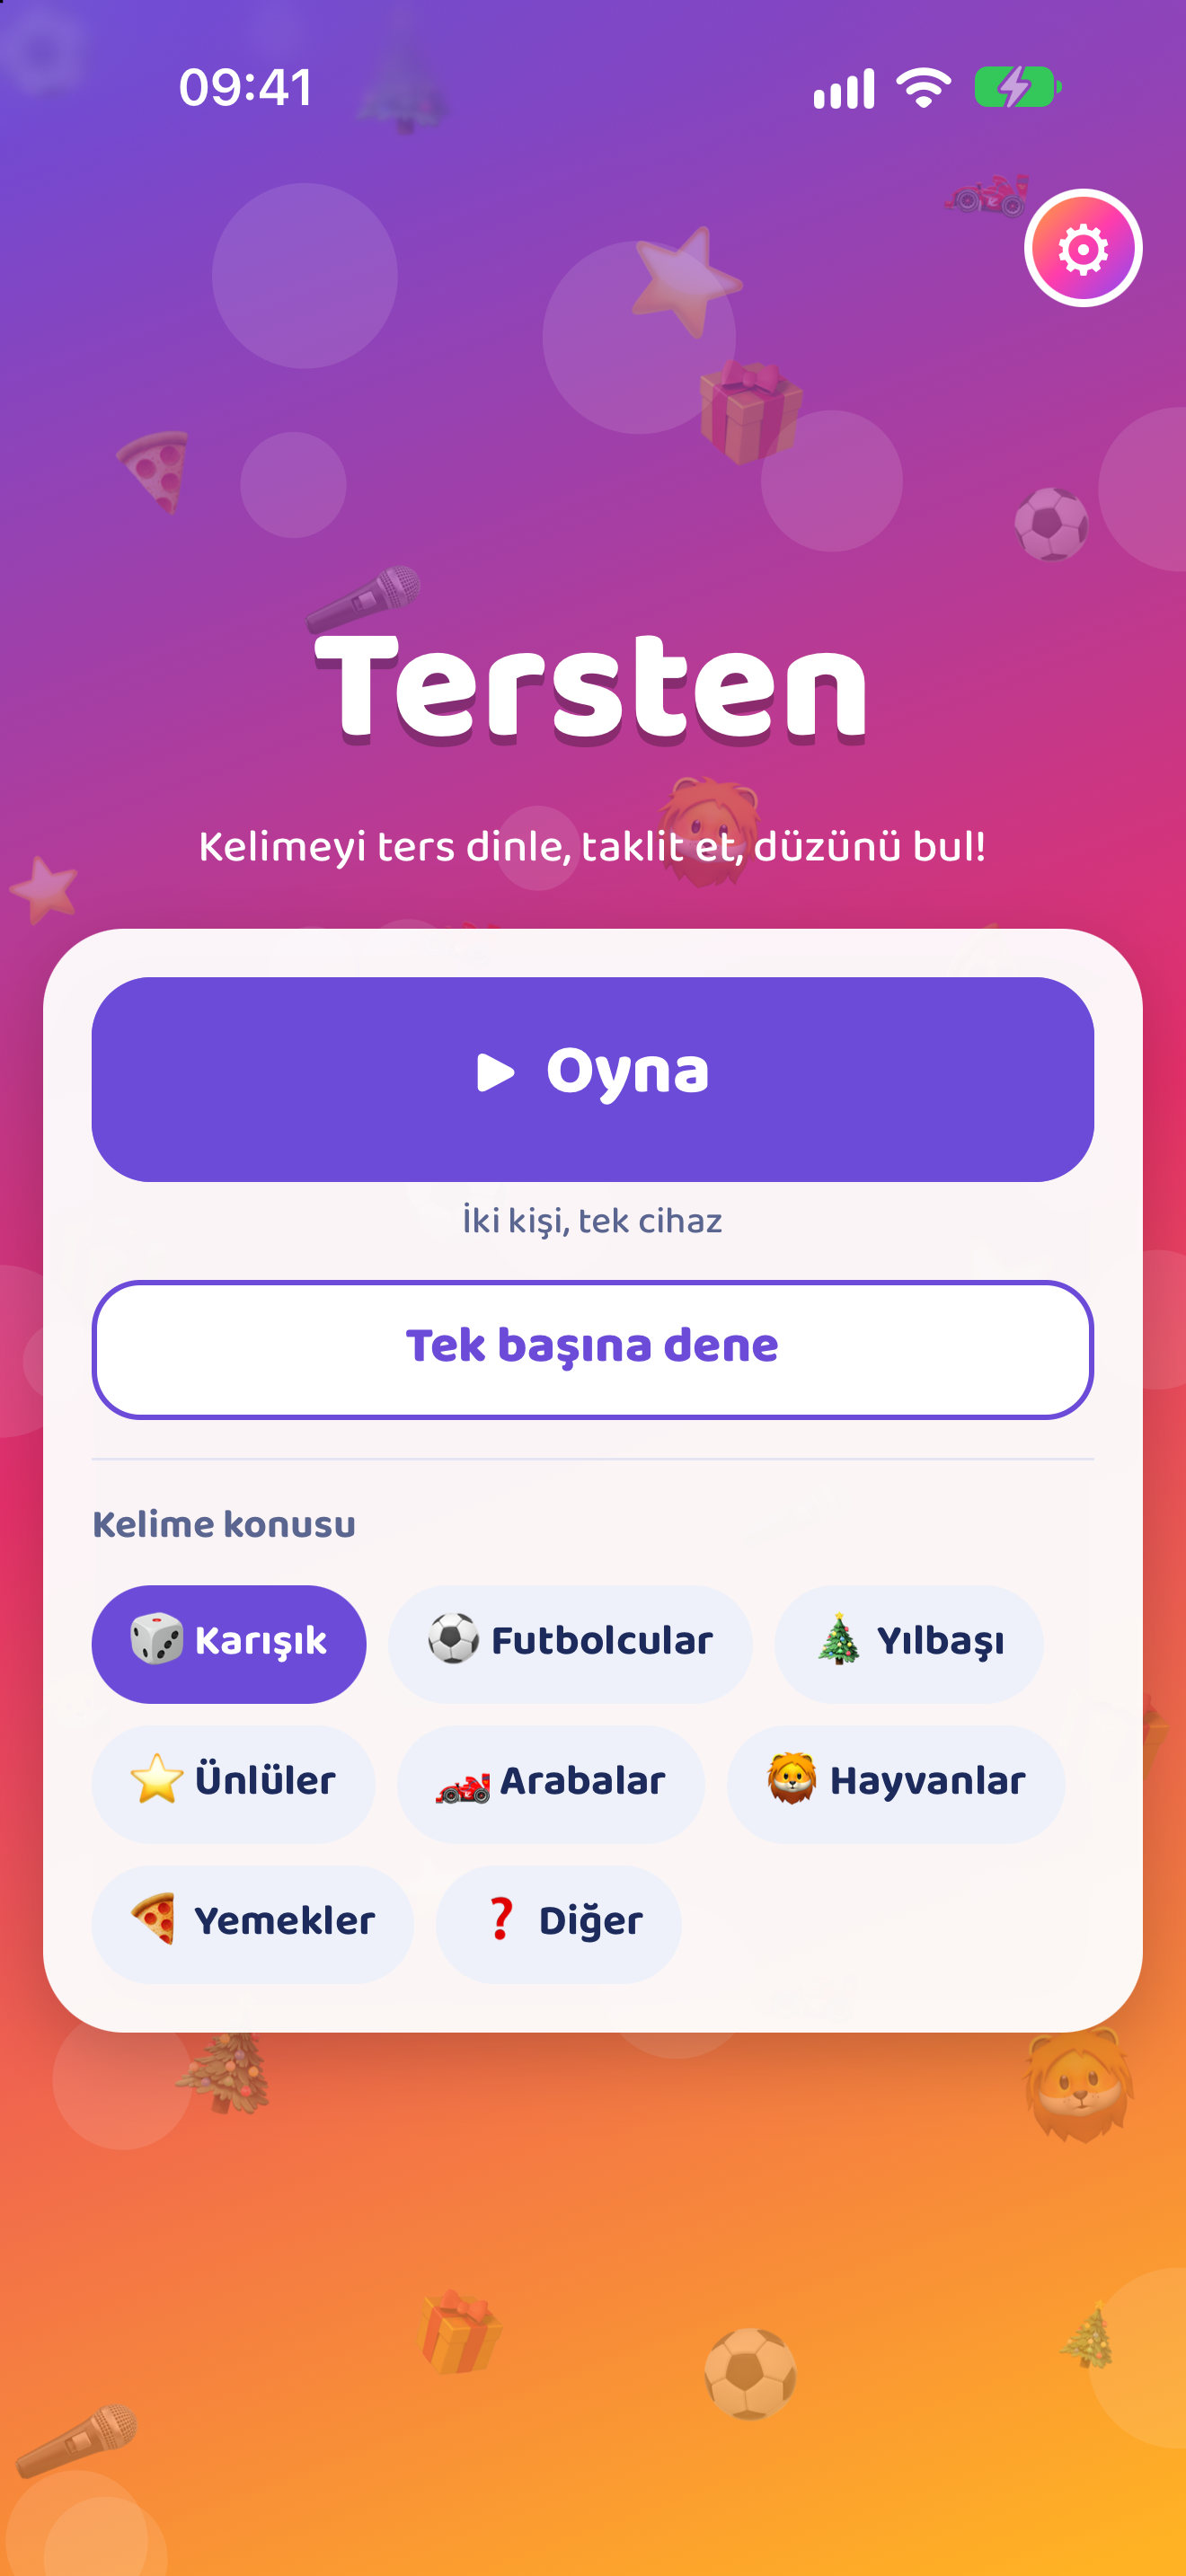 09:41
Tersten
Kelimeyi ters dinle, taklit et, düzünü bul!
Oyna
İki kişi, tek cihaz
Tek başına dene
Kelime konusu
Karışık
Futbolcular
Yılbaşı
Ünlüler
Arabalar
Hayvanlar
Yemekler
❓ Diğer